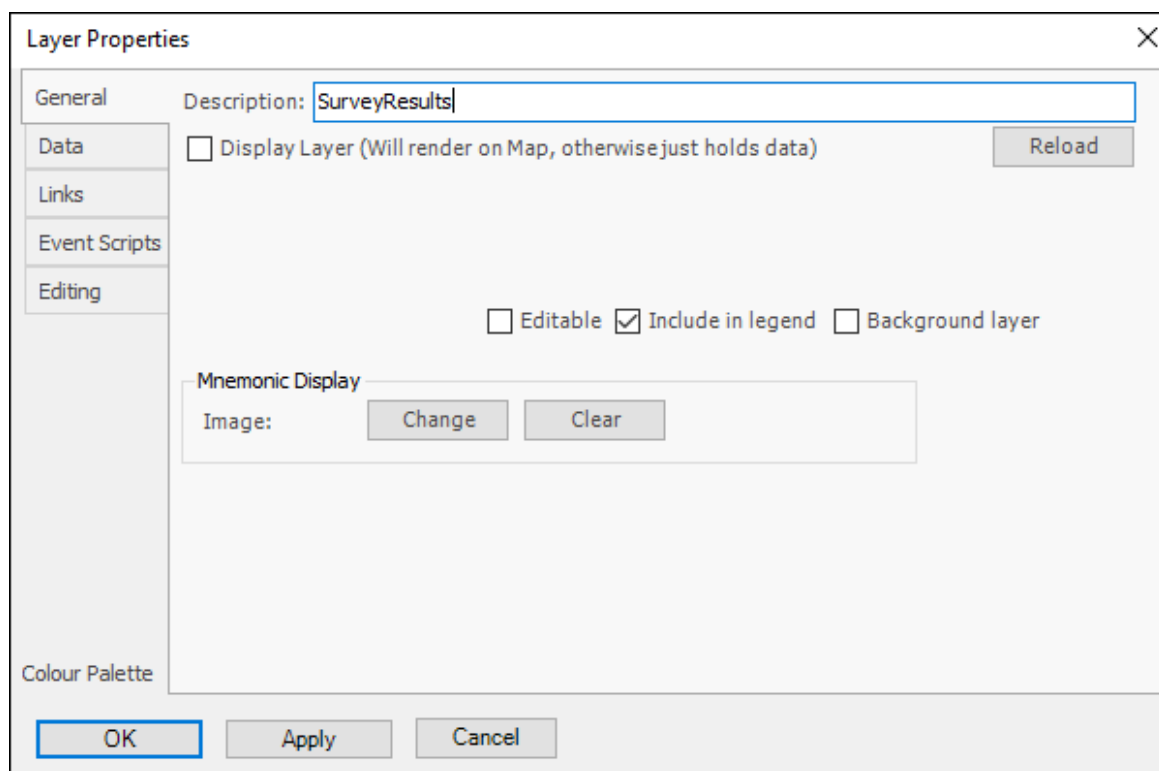 Layer Properties
General
Description: SurveyResults
Data
Display Layer (Will render on Map, otherwise just holds data)
Reload
Links
Event Scripts
Editing
Editable Include in legend Background layer
Mnemonic Display
Image: Change Clear
Colour Palette
OK Apply Cancel